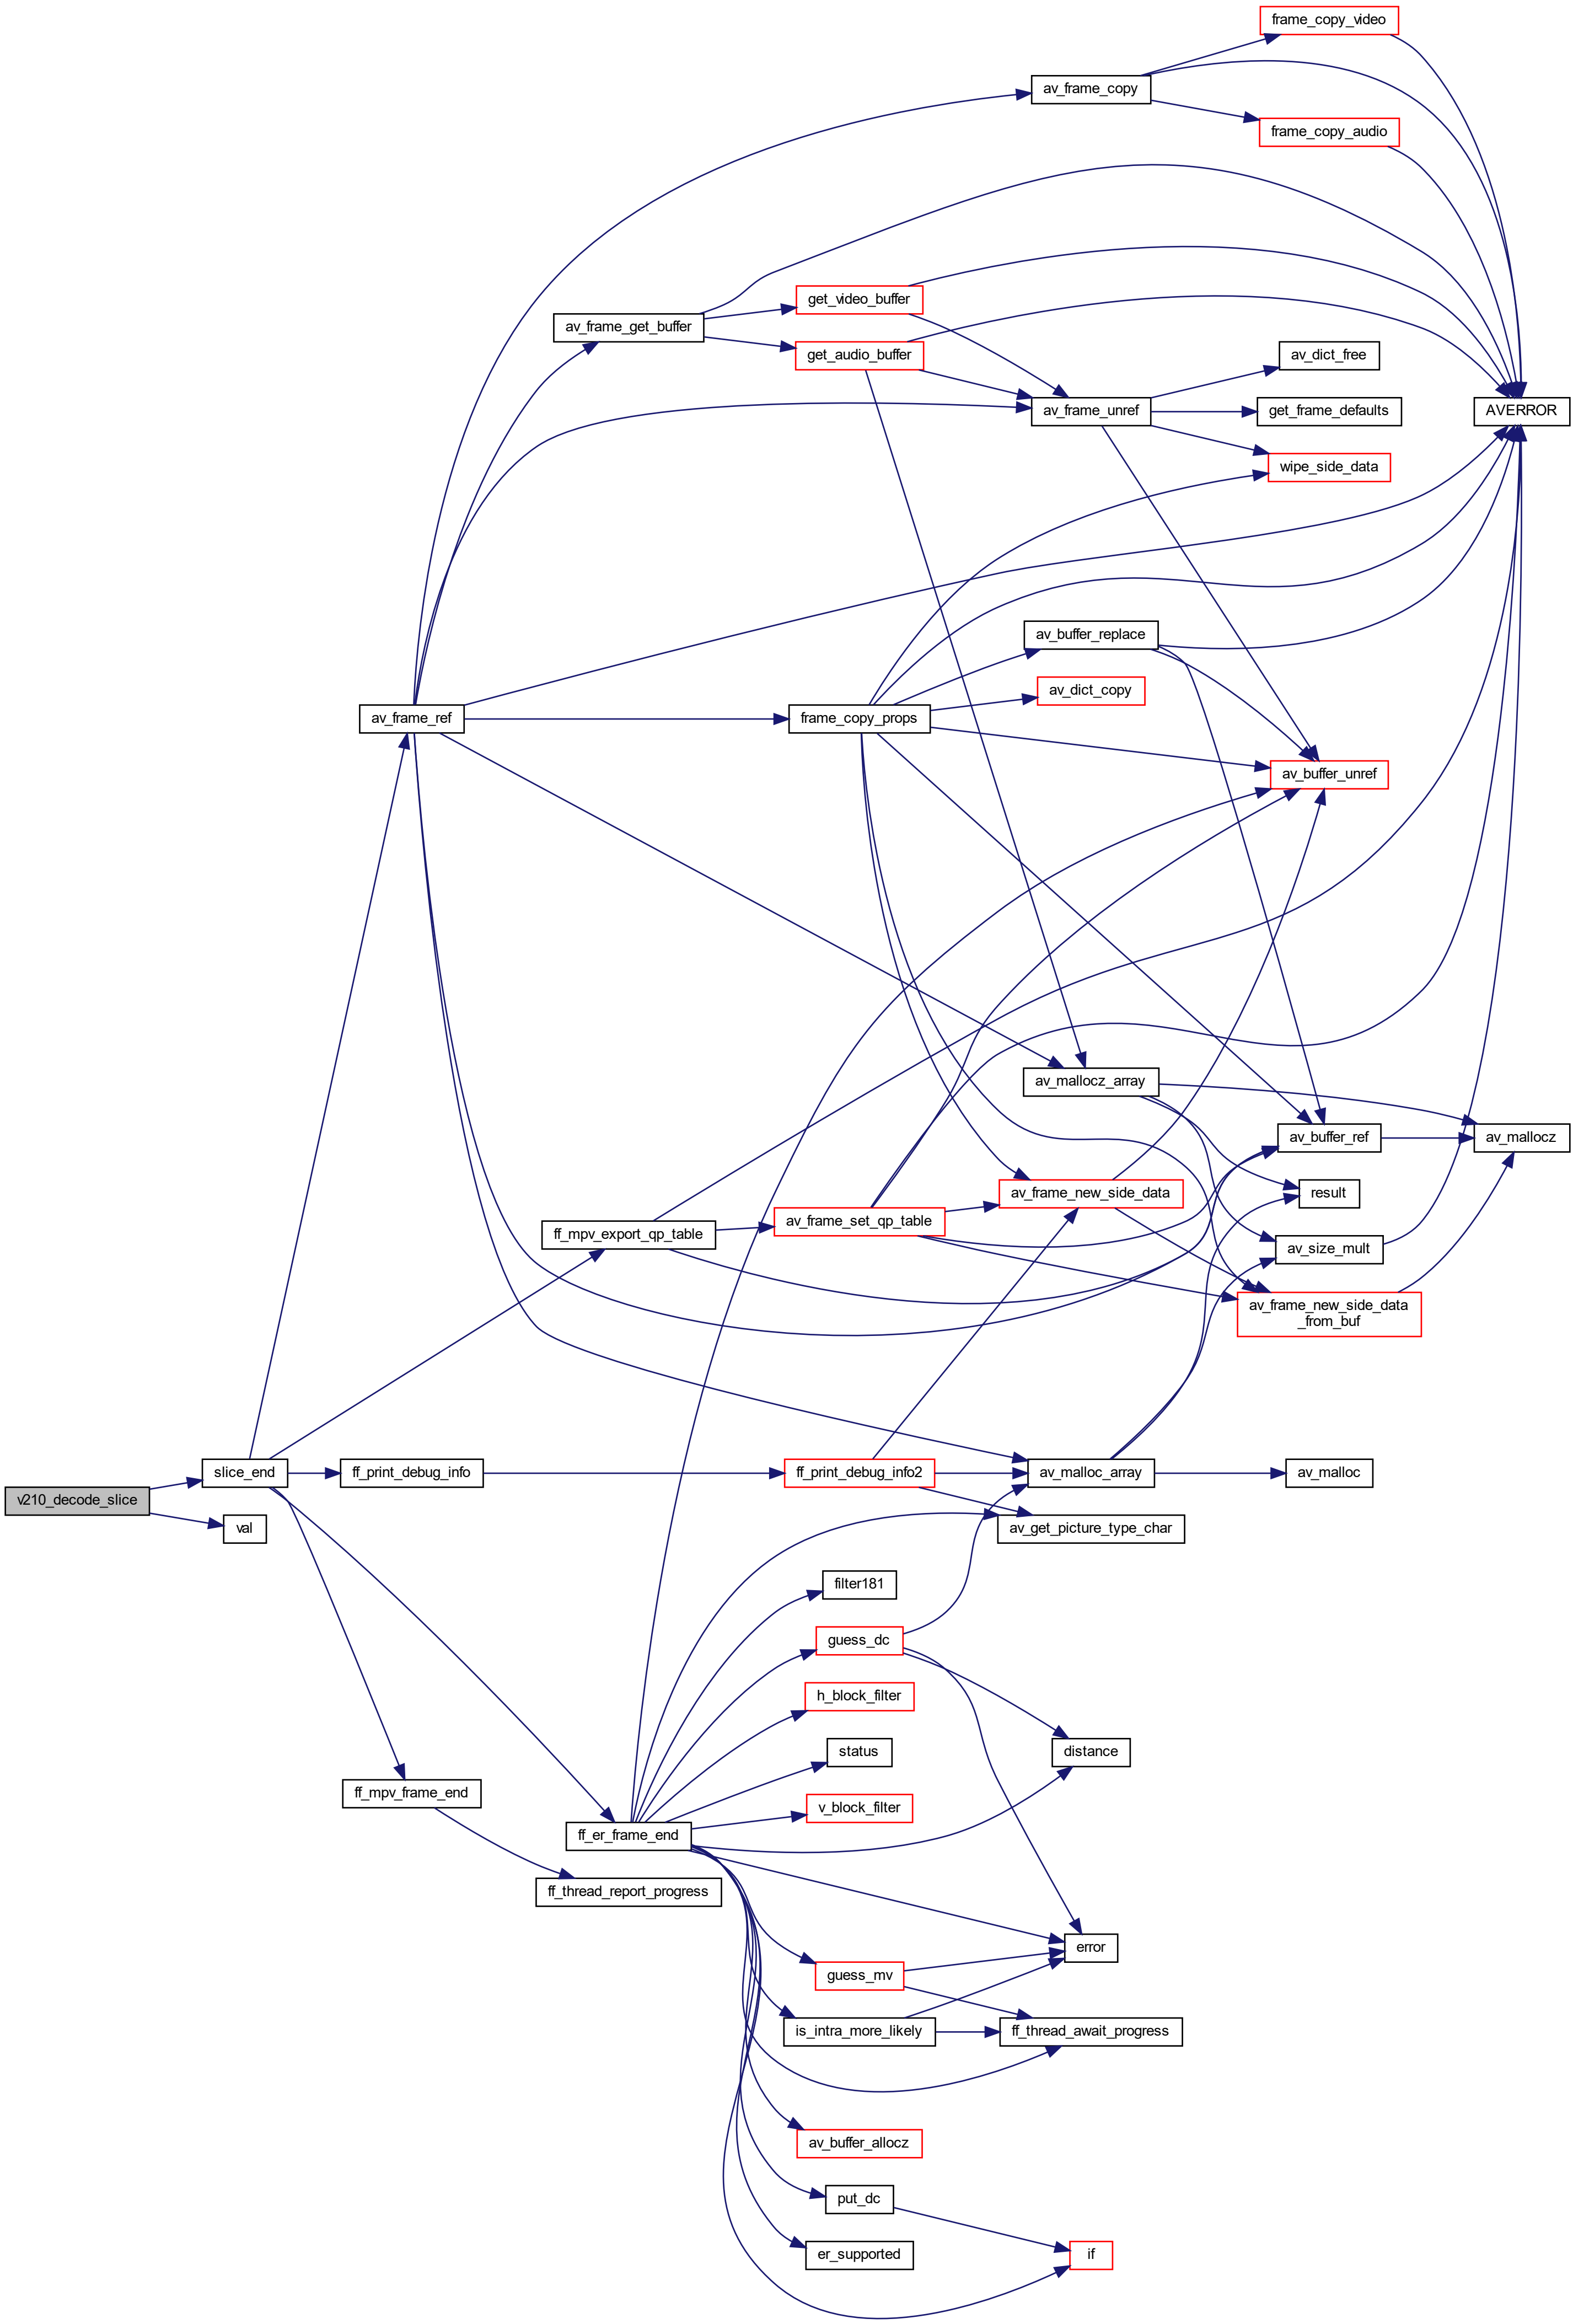 frame_copy_video
av_frame_copy
frame_copy_audio
get_video_buffer
av_frame_get_buffer
get_audio_buffer
av_dict_free
av_frame_unref
get_frame_defaults
AVERROR
wipe_side_data
av_buffer_replace
av_dict_copy
av_frame_ref
frame_copy_props
av_buffer_unref
av_mallocz_array
av_buffer_ref
av_mallocz
av_frame_new_side_data
result
av_frame_set_qp_table
ff_mpv_export_qp_table
av_size_mult
av_frame_new_side_data
_from_buf
slice_end
ff_print_debug_info
ff_print_debug_info2
av_malloc_array
av_malloc
v210_decode_slice
val
av_get_picture_type_char
filter181
guess_dc
h_block_filter
status
distance
ff_mpv_frame_end
v_block_filter
ff_er_frame_end
ff_thread_report_progress
error
guess_mv
is_intra_more_likely
ff_thread_await_progress
av_buffer_allocz
put_dc
er_supported
if